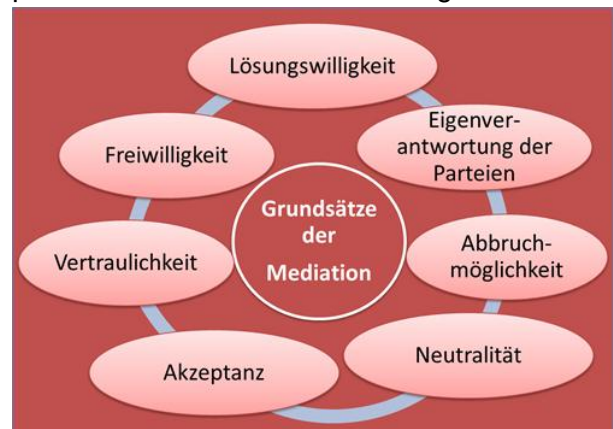 Lösungswilligkeit
Eigenver-
antwortung der
Parteien
Freiwilligkeit
Grundsätze
der
Mediation
Vertraulichkeit
Abbruch-
möglichkeit
Neutralität
Akzeptanz